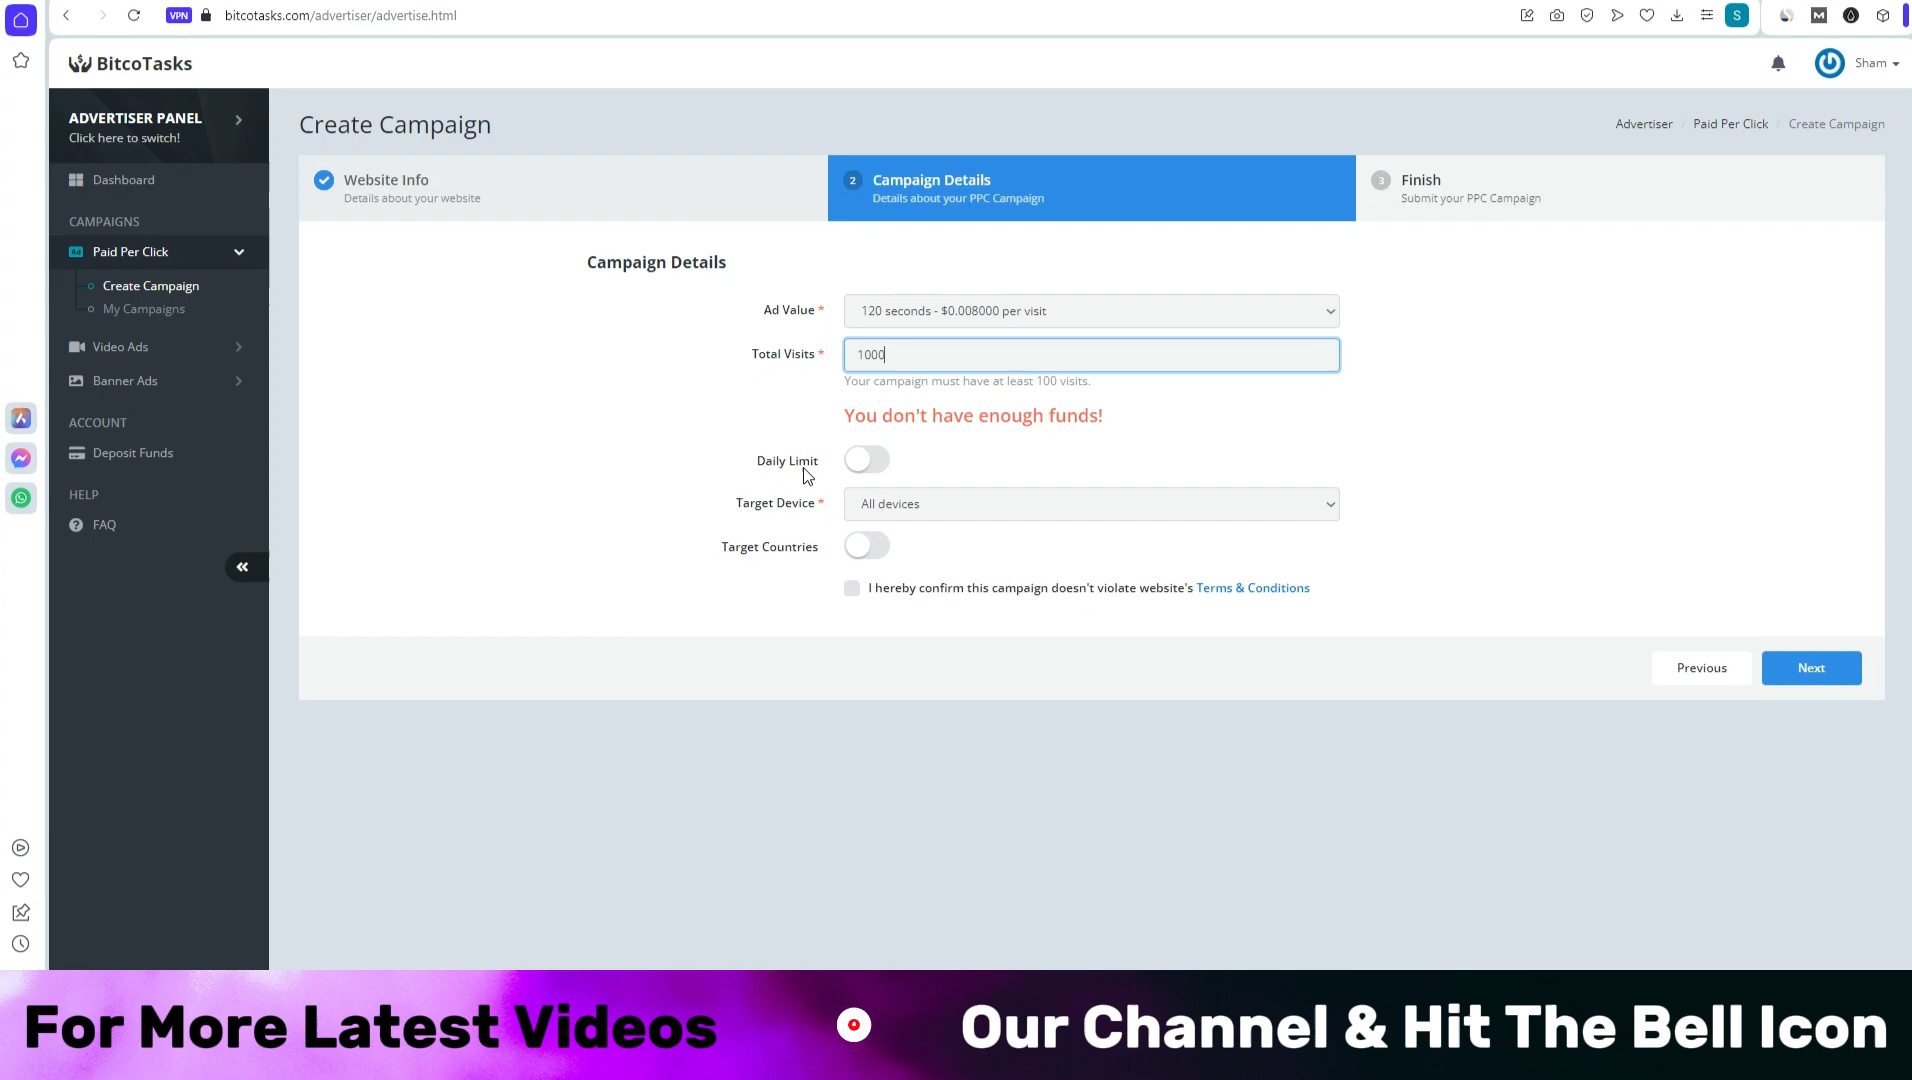 VPN
bitcotasks.com/advertiser/advertise.html
S
M
BitcoTasks
Sham
ADVERTISER PANEL
Click here to switch!
Dashboard
CAMPAIGNS
Ad
Paid Per Click
Create Campaign
My Campaigns
Video Ads
Banner Ads
ACCOUNT
Deposit Funds
HELP
FAQ
Create Campaign
Advertiser / Paid Per Click / Create Campaign
Website Info
Details about your website
2
Campaign Details
Details about your PPC Campaign
3
Finish
Submit your PPC Campaign
Campaign Details
Ad Value *
120 seconds - $0.008000 per visit
Total Visits *
1000
Your campaign must have at least 100 visits.
You don't have enough funds!
Daily Limit
Target Device *
All devices
Target Countries
I hereby confirm this campaign doesn't violate website's Terms & Conditions
Previous
Next
For More Latest Videos
Our Channel & Hit The Bell Icon